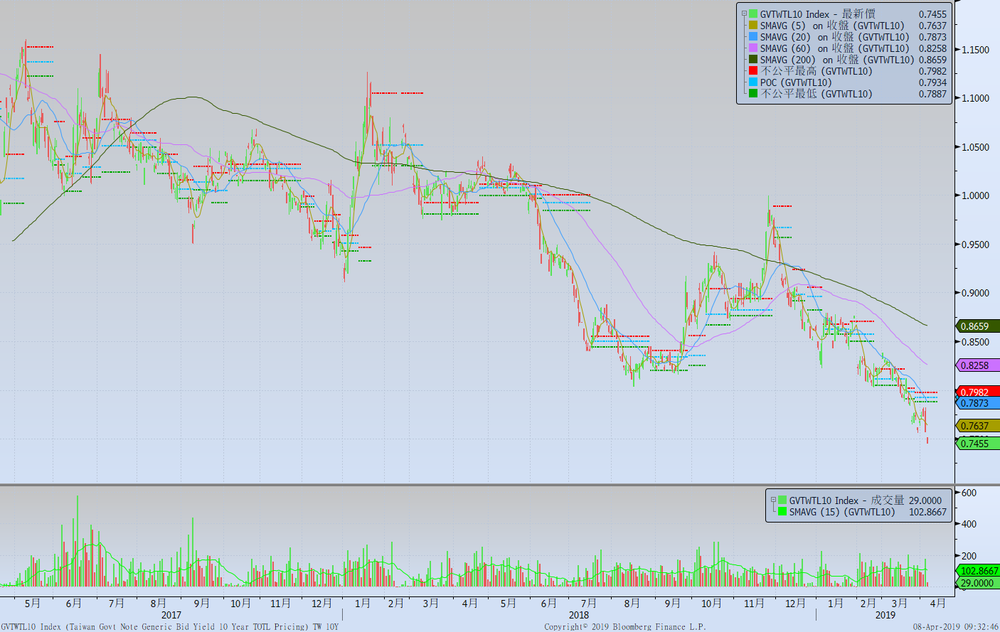 GVTWTL10 Index - 最新價 0.7455
SMAVG (5) on 收盤 (GVTWTL10) 0.7637
SMAVG (20) on 收盤 (GVTWTL10) 0.7873
SMAVG (60) on 收盤 (GVTWTL10) 0.8258
SMAVG (200) on 收盤 (GVTWTL10) 0.8659
不公平最高 (GVTWTL10) 0.7982
POC (GVTWTL10) 0.7934
不公平最低 (GVTWTL10) 0.7887
1.1500
1.1000
1.0500
1.0000
0.9500
0.9000
0.8500
0.8659
0.8258
0.7982
0.7873
0.7637
0.7455
GVTWTL10 Index - 成交量 29.0000
SMAVG (15) (GVTWTL10) 102.8667
600
400
200
102.8667
29.0000
5月 6月 7月 8月 9月 10月 11月 12月 1月 2月 3月 4月 5月 6月 7月 8月 9月 10月 11月 12月 1月 2月 3月 4月
2017 2018 2019
GVTWTL10 Index (Taiwan Govt Note Generic Bid Yield 10 Year TOTL Pricing) TW 10Y Copyright© 2019 Bloomberg Finance L.P. 08-Apr-2019 09:32:46